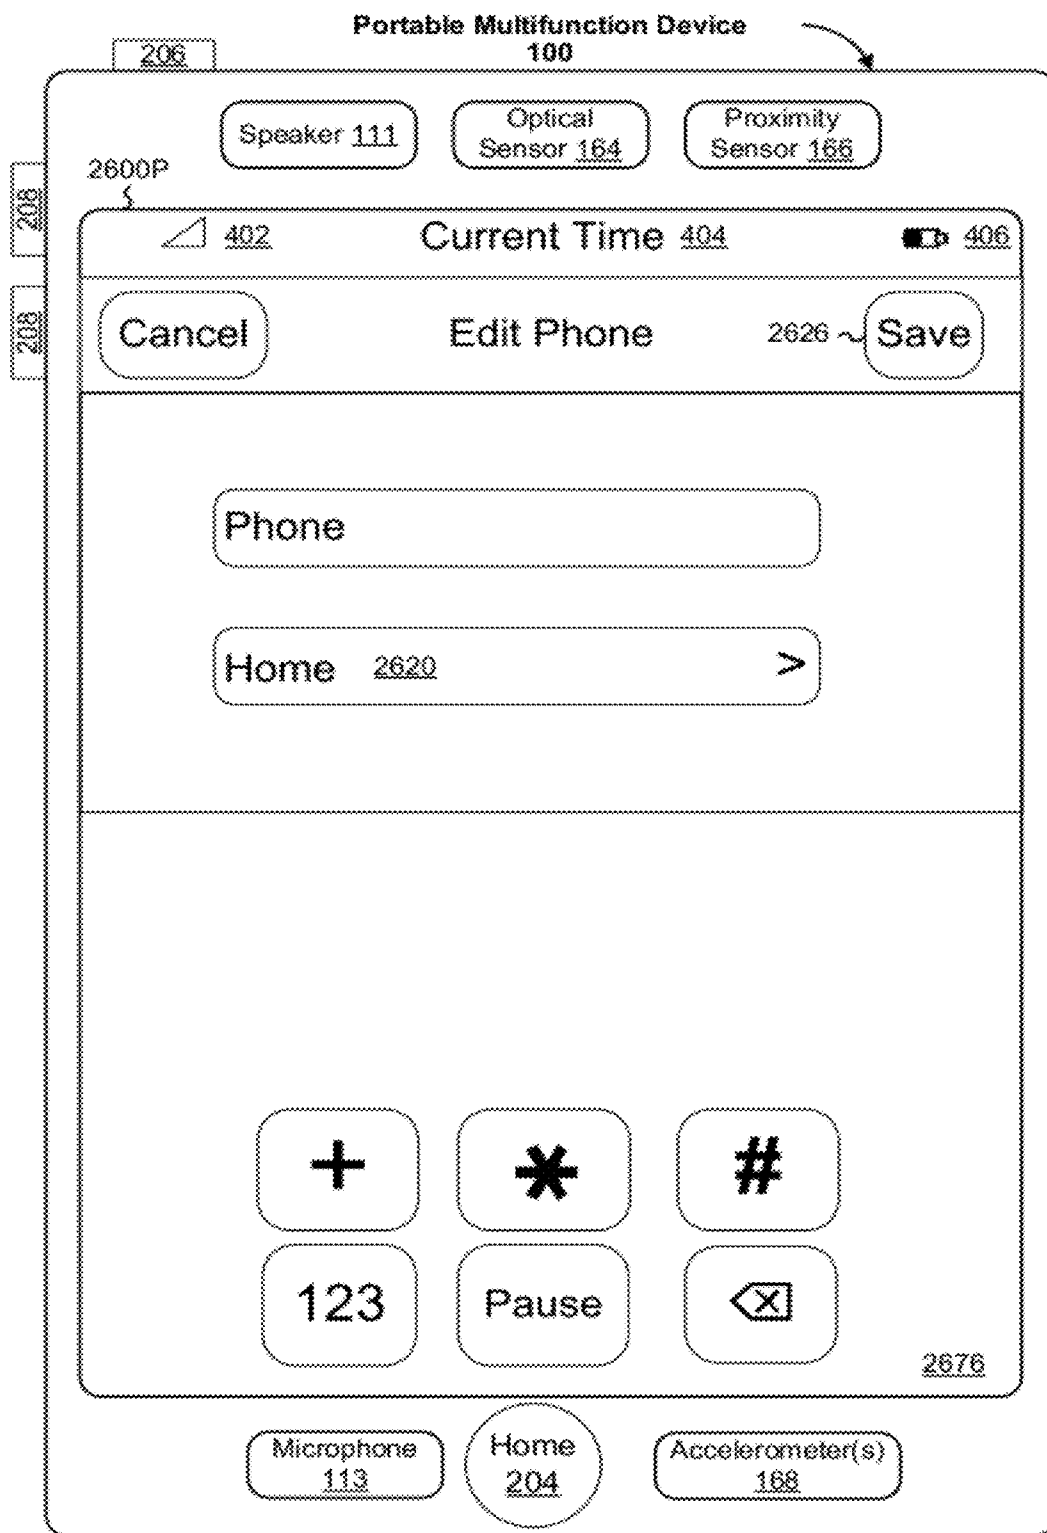 Portable Multifunction Device
100
206
Speaker 111
Optical
Sensor 164
Proximity
Sensor 166
208
2600P
402
Current Time 404
406
208
Cancel
Edit Phone
2626
Save
Phone
Home 2620 >
+
*
#
123
Pause
X
2676
Microphone
113
Home
204
Accelerometer(s)
168